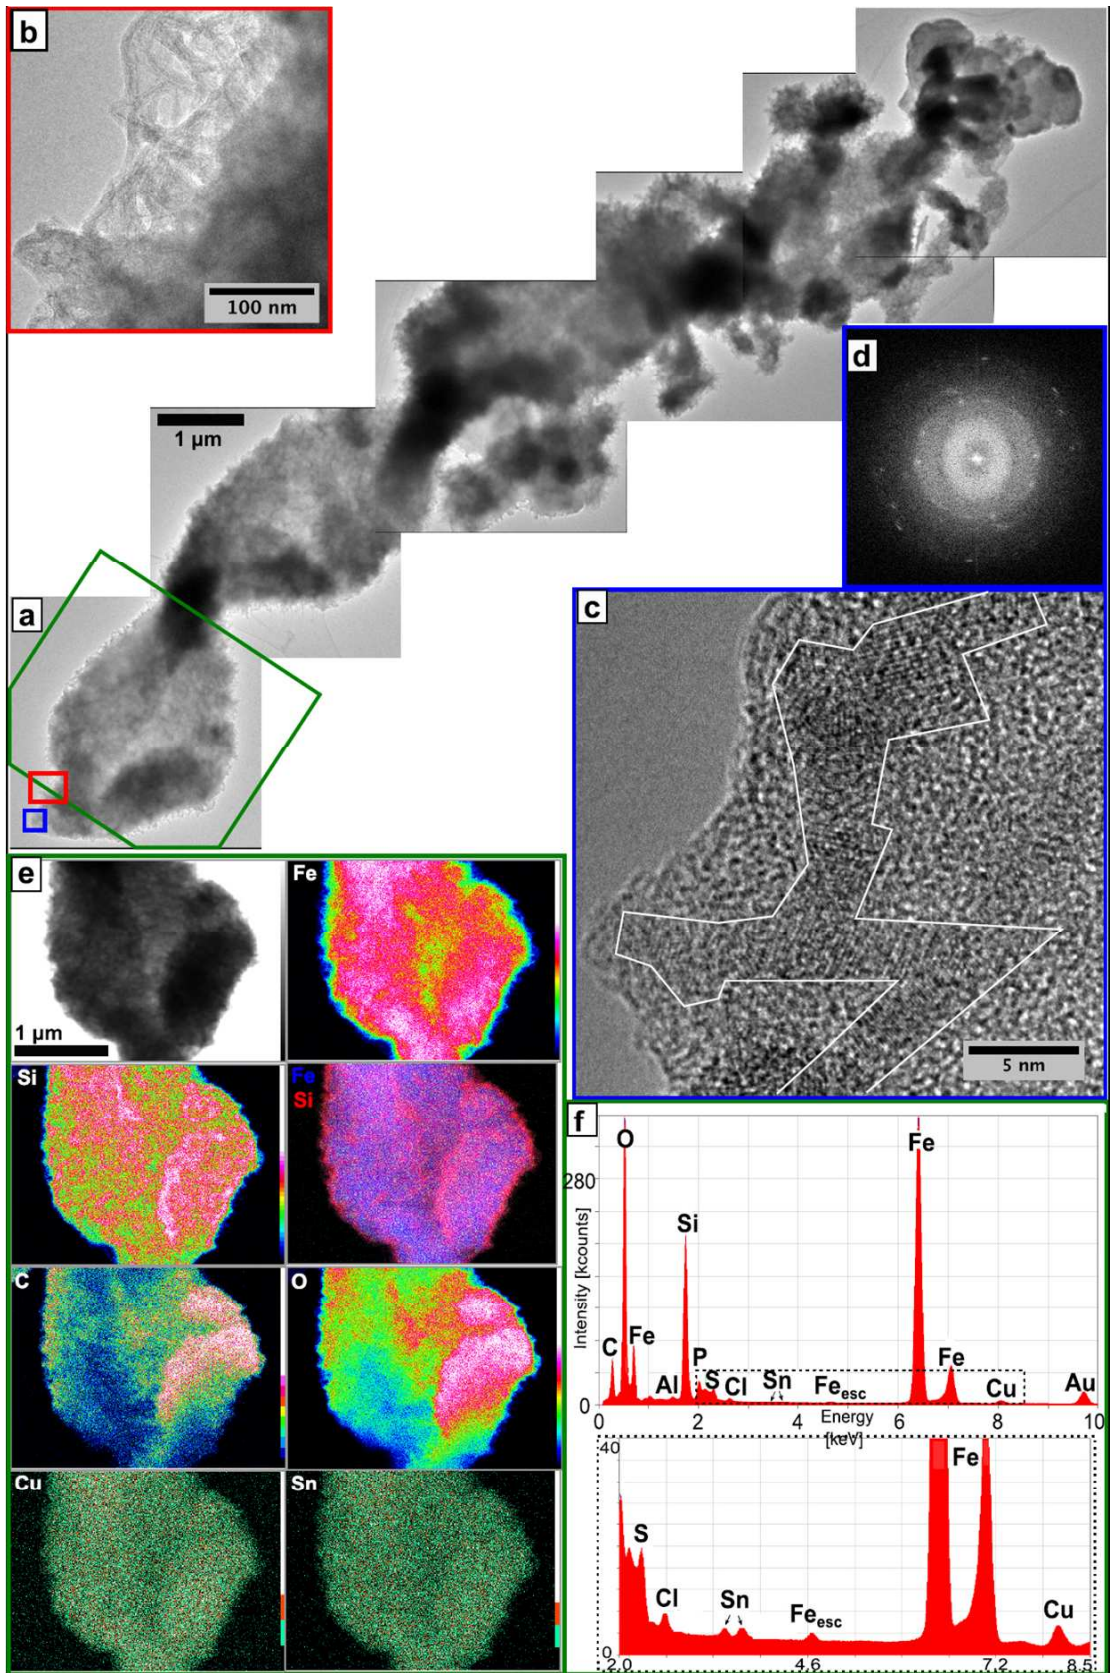 b
100 nm
1 µm
d
a
c
5 nm
e
Fe
1 µm
Si
Fe
Si
C
O
Cu
Sn
f
O
Fe
280
Si
Intensity [kcounts]
C
Fe
P
Al
S
Cl
Sn
Fe esc
Fe
Cu
Au
0
0
2
4
6
8
10
Energy
[keV]
40
Fe
S
Cl
Sn
Fe esc
Cu
0
2.0
4.6
7.2
8.5